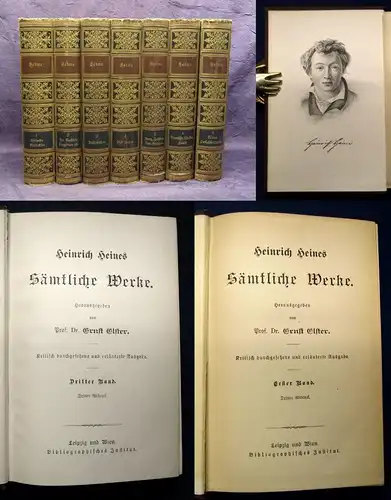 Heine
Heine
Heine
Heine
Heine
Heine
Heine
Heinrich Heine
Heinrich Heines
Sämtliche Werke.
Herausgegeben
von
Prof. Dr. Ernst Elster.
Kritisch durchgesehene und erläuterte Ausgabe.
Dritter Band.
Leipzig und Wien
Bibliographisches Institut.
Heinrich Heines
Sämtliche Werke.
Herausgegeben
von
Prof. Dr. Ernst Elster.
Kritisch durchgesehene und erläuterte Ausgabe.
Erster Band.
Leipzig und Wien
Bibliographisches Institut.